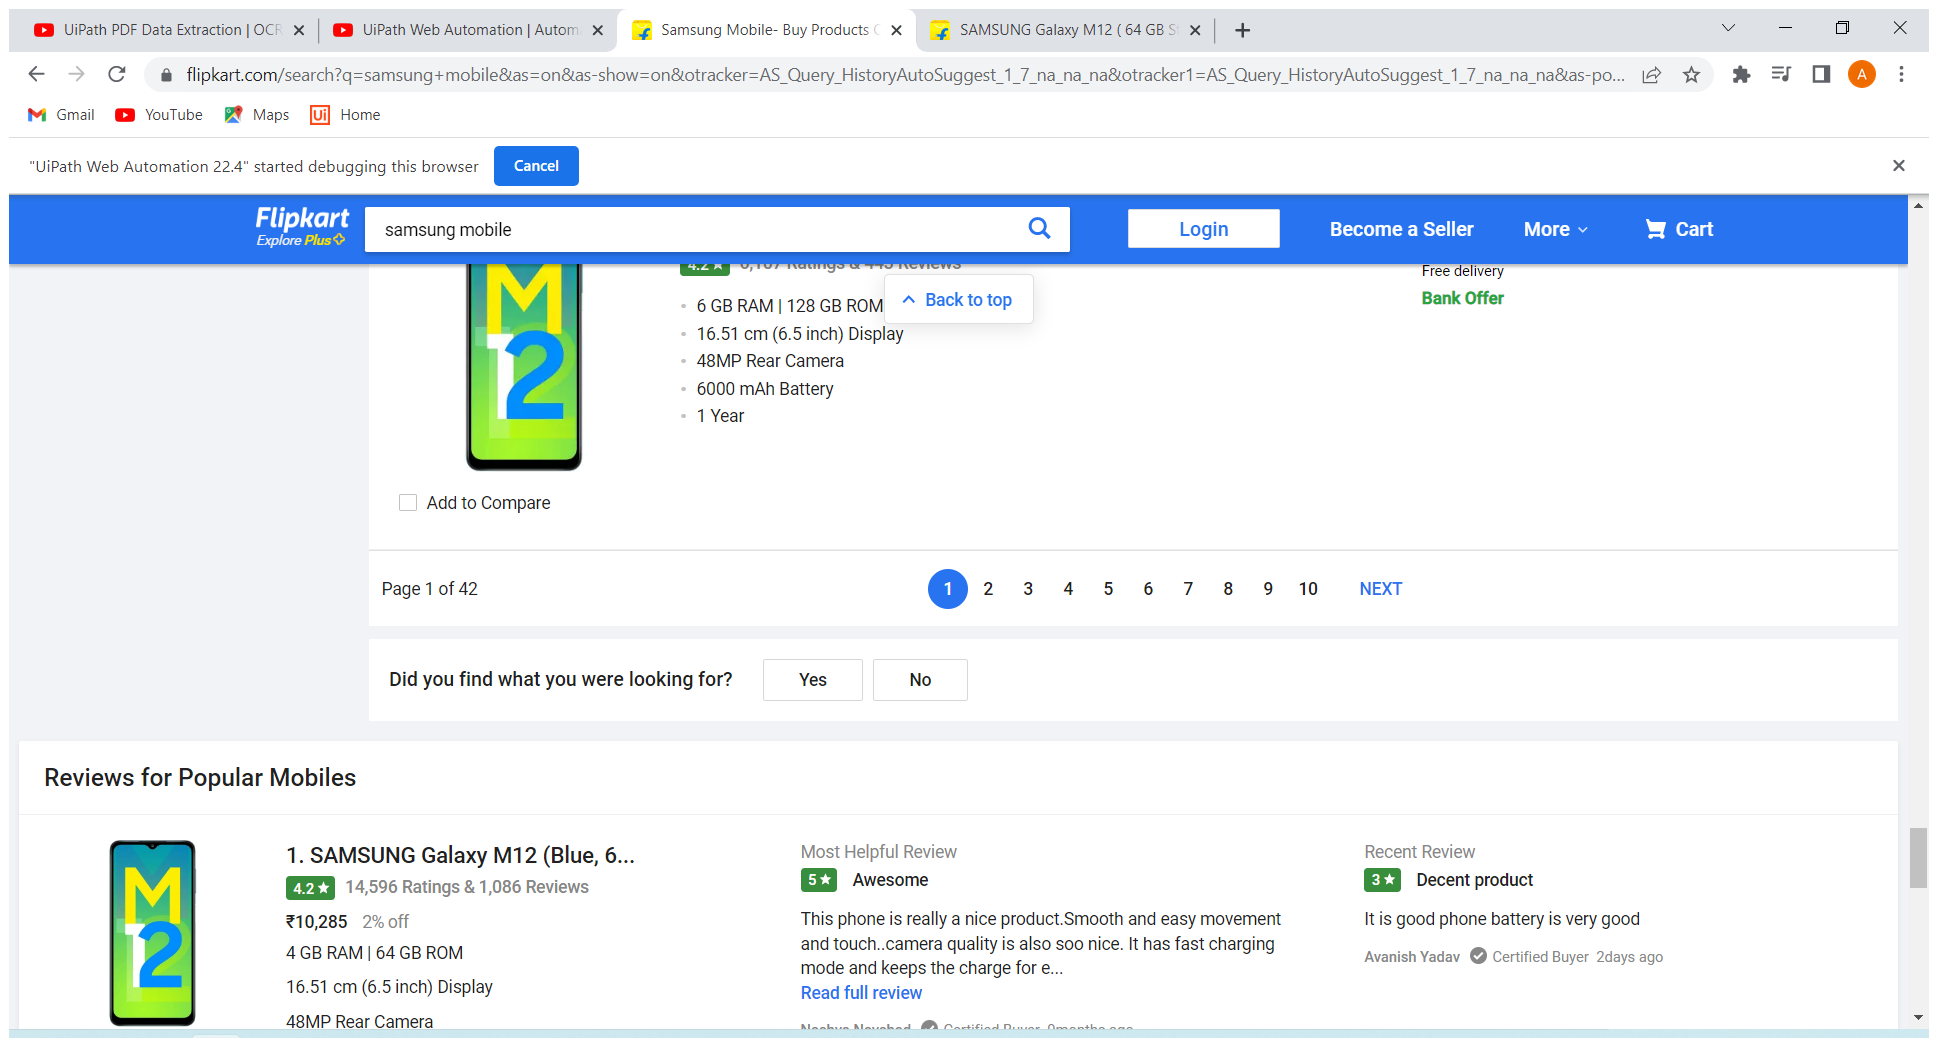 UiPath PDF Data Extraction | OCR
UiPath Web Automation | Autom
Samsung Mobile- Buy Products
SAMSUNG Galaxy M12 ( 64 GB S
flipkart.com/search?q=samsung+mobile&as=on&as-show=on&otracker=AS_Query_HistoryAutoSuggest_1_7_na_na_na&otracker1=AS_Query_HistoryAutoSuggest_1_7_na_na_na&as-po...
A
Gmail
YouTube
Maps
Ui Home
"UiPath Web Automation 22.4" started debugging this browser
Cancel
Flipkart
Explore Plus
samsung mobile
Login
Become a Seller
More
Cart
4.2★
Ratings & 443 Reviews
Free delivery
Back to top
Bank Offer
6 GB RAM | 128 GB ROM
16.51 cm (6.5 inch) Display
48MP Rear Camera
6000 mAh Battery
1 Year
M
12
Add to Compare
Page 1 of 42
1 2 3 4 5 6 7 8 9 10 NEXT
Did you find what you were looking for?
Yes
No
Reviews for Popular Mobiles
M
12
1. SAMSUNG Galaxy M12 (Blue, 6...
4.2★ 14,596 Ratings & 1,086 Reviews
₹10,285 2% off
4 GB RAM | 64 GB ROM
16.51 cm (6.5 inch) Display
48MP Rear Camera
Most Helpful Review
5★ Awesome
This phone is really a nice product.Smooth and easy movement
and touch..camera quality is also soo nice. It has fast charging
mode and keeps the charge for e...
Read full review
Certified Buyer 9months ago
Recent Review
3★ Decent product
It is good phone battery is very good
Avanish Yadav Certified Buyer 2days ago